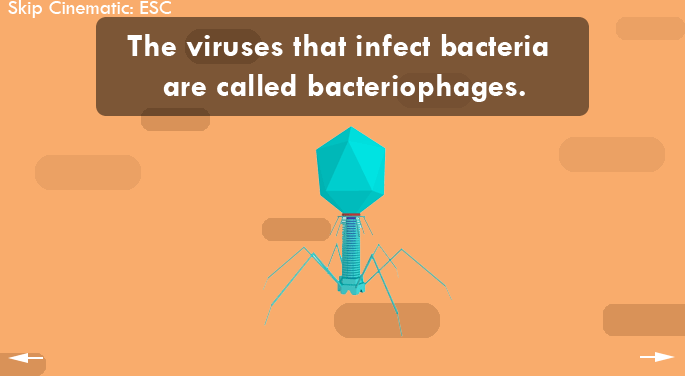 Skip Cinematic: ESC
The viruses that infect bacteria
are called bacteriophages.